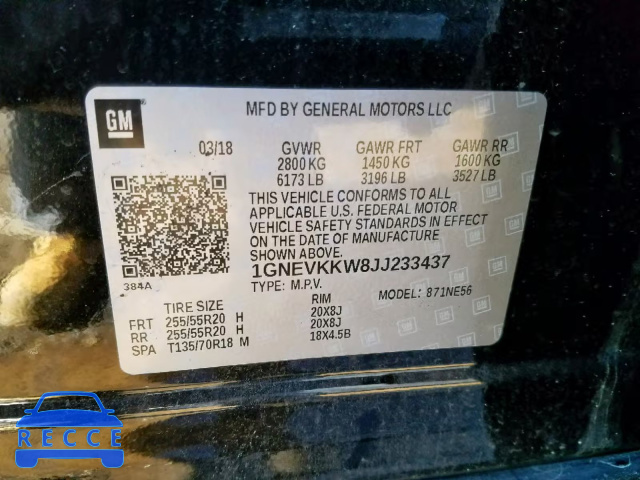 GM
MFD BY GENERAL MOTORS LLC
03/18 GVWR GAWR FRT GAWR RR
2800 KG 1450 KG 1600 KG
6173 LB 3196 LB 3527 LB
THIS VEHICLE CONFORMS TO ALL
APPLICABLE U.S. FEDERAL MOTOR
VEHICLE SAFETY STANDARDS IN EFFECT
ON THE DATE OF MANUFACTURE
SHOWN ABOVE.
1GNEVKKW8JJ233437
384A
TYPE: M.P.V. MODEL: 871NE56
TIRE SIZE RIM
FRT 255/55R20 H 20X8J
RR 255/55R20 H 20X8J
SPA T135/70R18 M 18X4.5B
RECCE